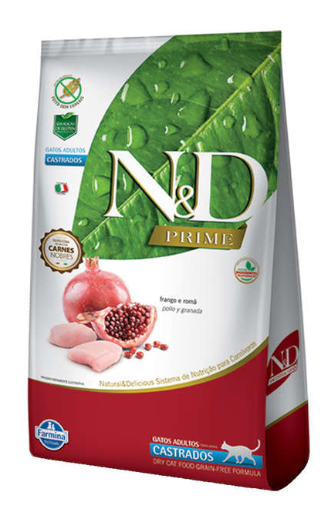 GATOS ADULTOS
CASTRADOS
N&D
PRIME
CARNES
NOBRES
frango e romã
pollo y granada
Natural&Delicious Sistema de Nutrição para Carnívoros
N&D
Farmina
GATOS ADULTOS
CASTRADOS
DRY CAT FOOD GRAIN-FREE FORMULA